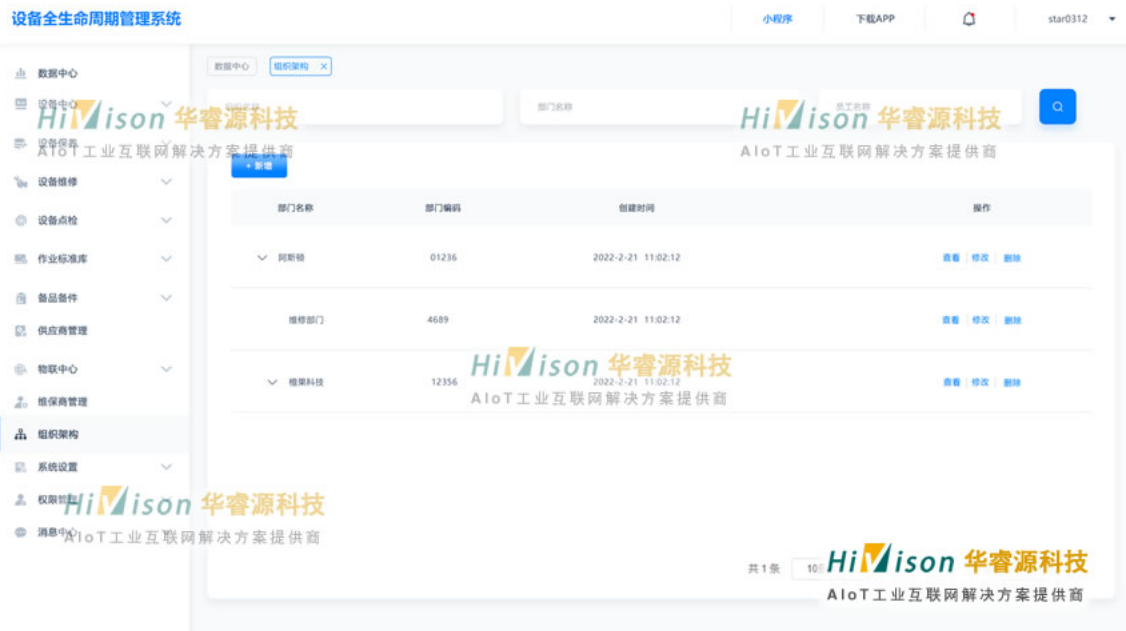 设备全生命周期管理系统
小程序
下载APP
star0312
数据中心
组织架构 ×
组织名称
部门名称
员工名称
+ 新增
部门名称 部门编码 创建时间 操作
阿斯顿 01236 2022-2-21 11:02:12 查看 修改 删除
维修部门 4689 2022-2-21 11:02:12 查看 修改 删除
橙果科技 12356 2022-2-21 11:02:12 查看 修改 删除
共1条
数据中心
设备中心
设备保养
设备维修
设备点检
作业标准库
备品备件
供应商管理
物联中心
维保商管理
组织架构
系统设置
权限管理
消息中心
HiVison 华睿源科技
AIoT工业互联网解决方案提供商
HiVison 华睿源科技
AIoT工业互联网解决方案提供商
HiVison 华睿源科技
AIoT工业互联网解决方案提供商
HiVison 华睿源科技
AIoT工业互联网解决方案提供商
HiVison 华睿源科技
AIoT工业互联网解决方案提供商